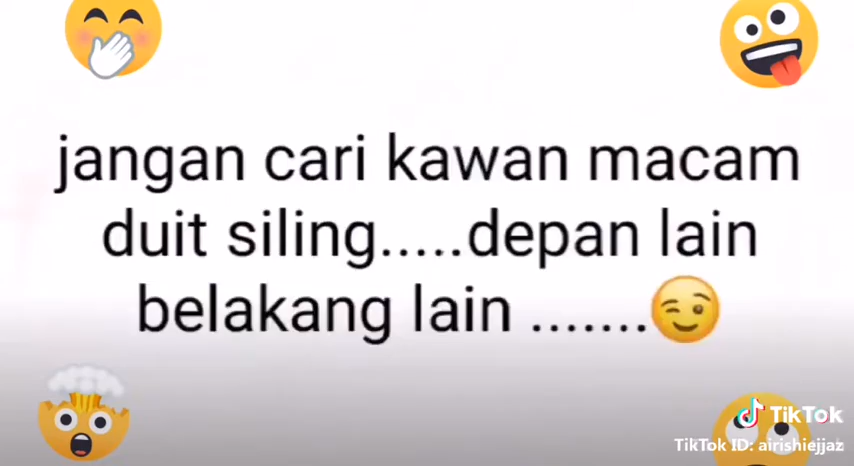 jangan cari kawan macam
duit siling.....depan lain
belakang lain .......😉
TikTok
TikTok ID: airishiejjaz